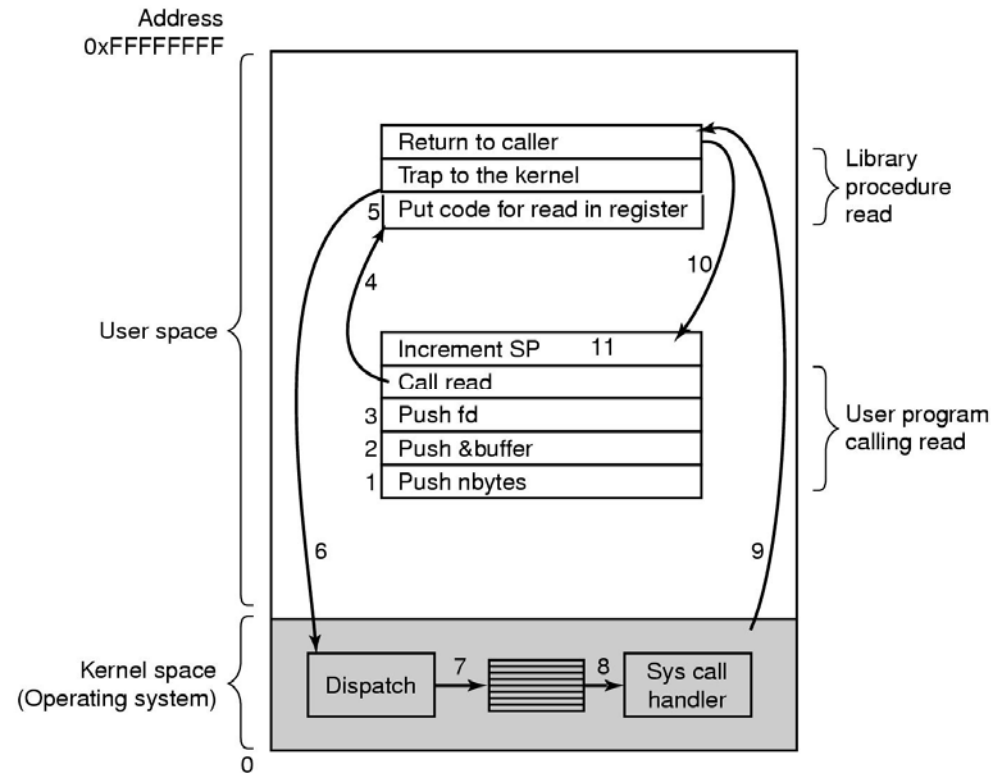 Address
0xFFFFFFFF
Return to caller
Trap to the kernel
5 Put code for read in register
Library
procedure
read
4
10
User space
Increment SP 11
Call read
3 Push fd
2 Push &buffer
1 Push nbytes
User program
calling read
6
9
Kernel space
(Operating system)
Dispatch
7
8
Sys call
handler
0